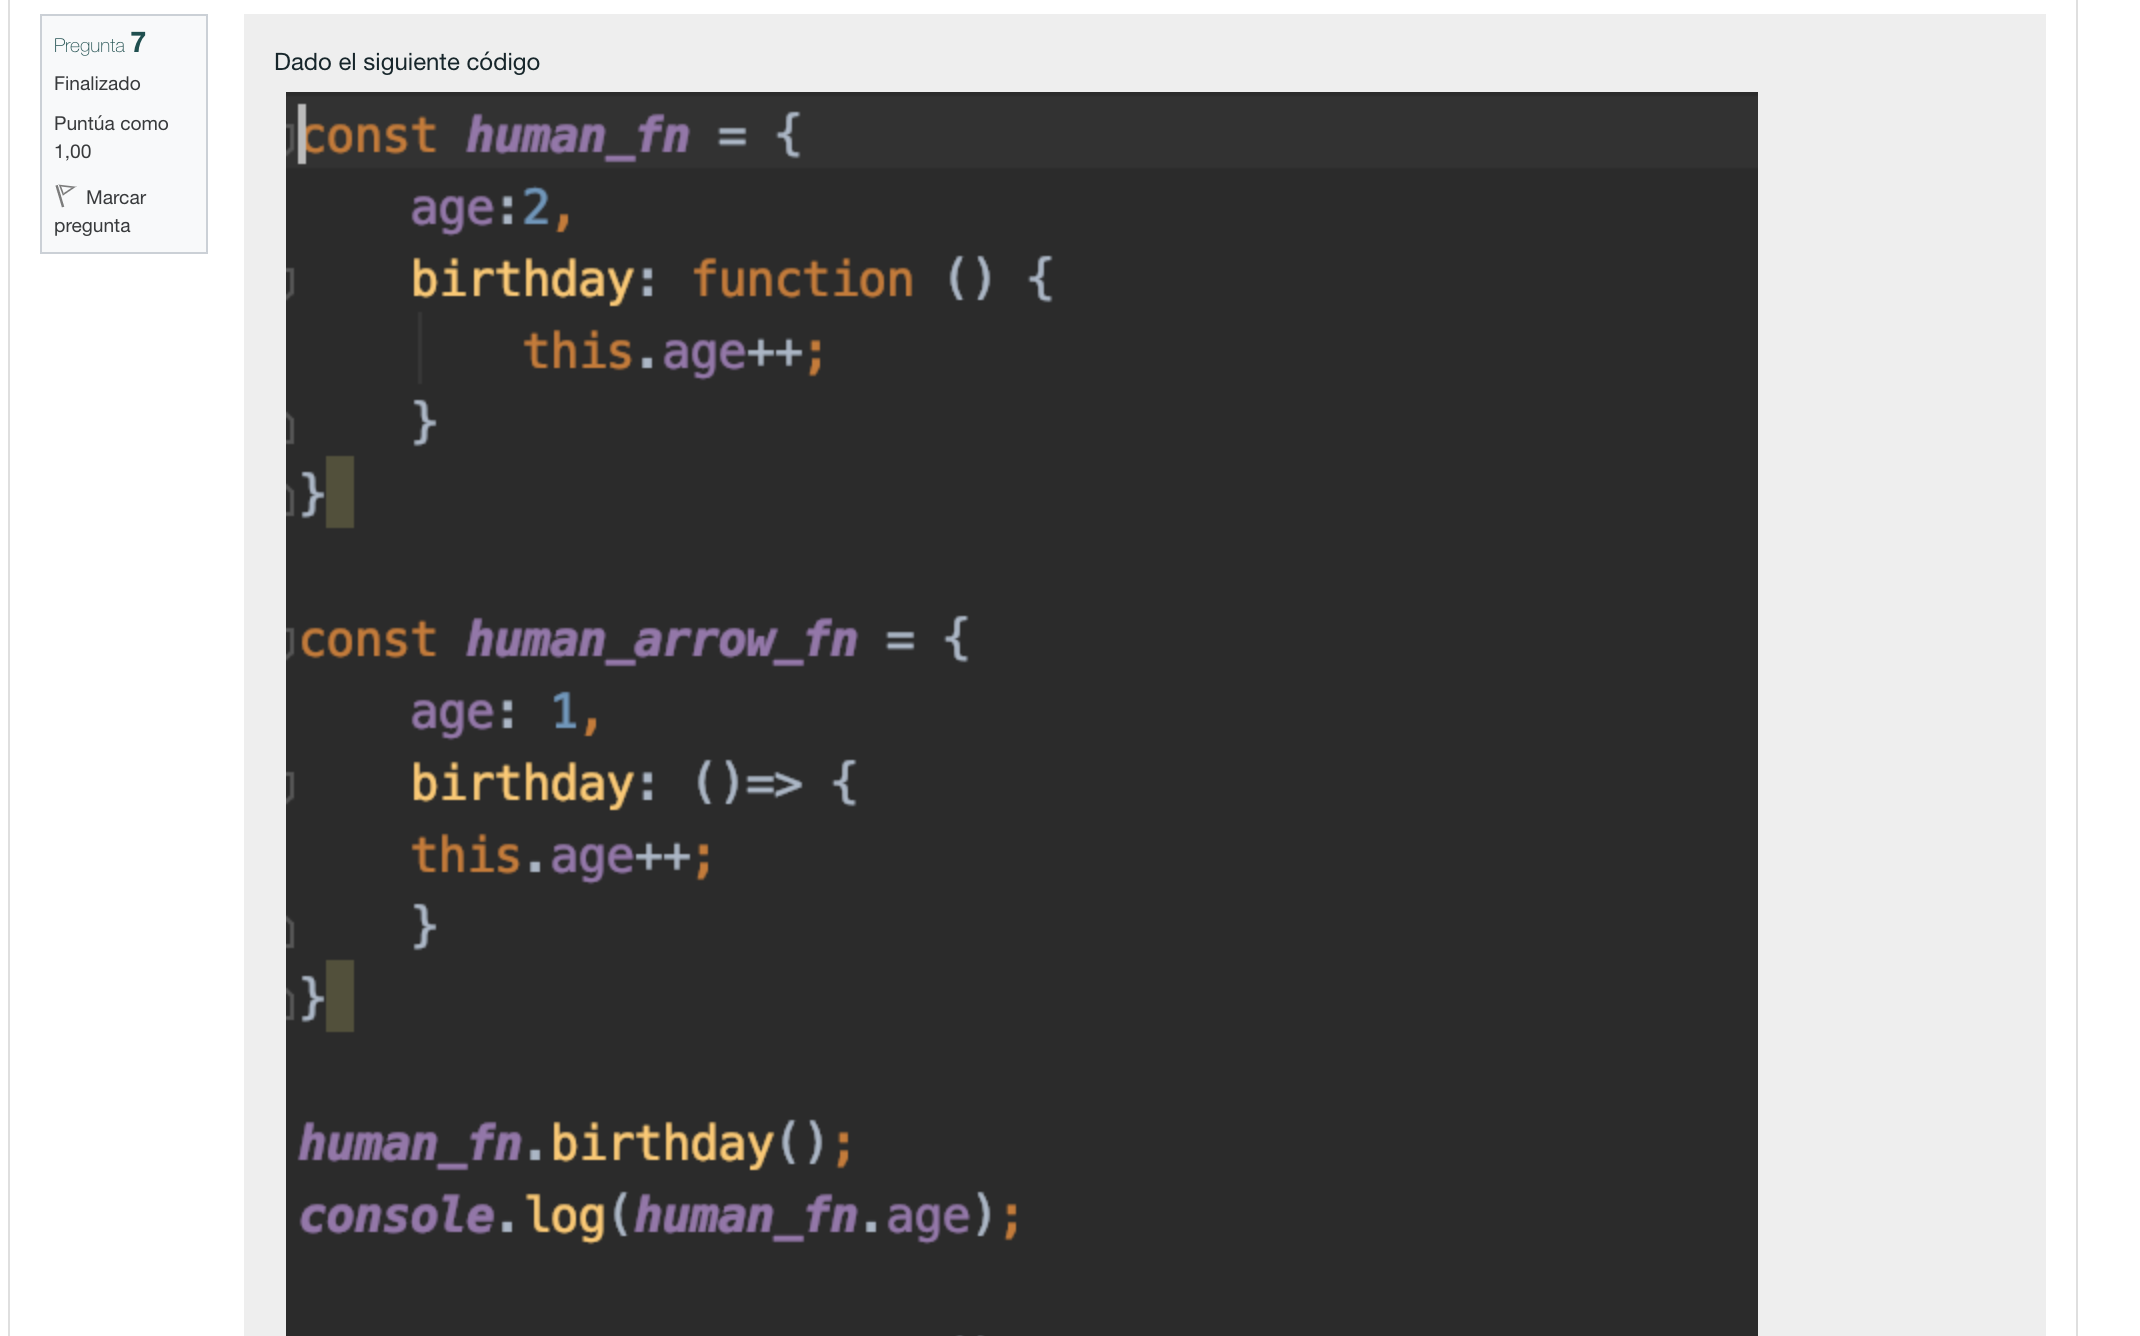 Pregunta 7
Finalizado
Puntúa como
1,00
Marcar
pregunta
Dado el siguiente código
const human_fn = {
age:2,
birthday: function () {
this.age++;
}
}
const human_arrow_fn = {
age: 1,
birthday: ()=> {
this.age++;
}
}
human_fn.birthday();
console.log(human_fn.age);